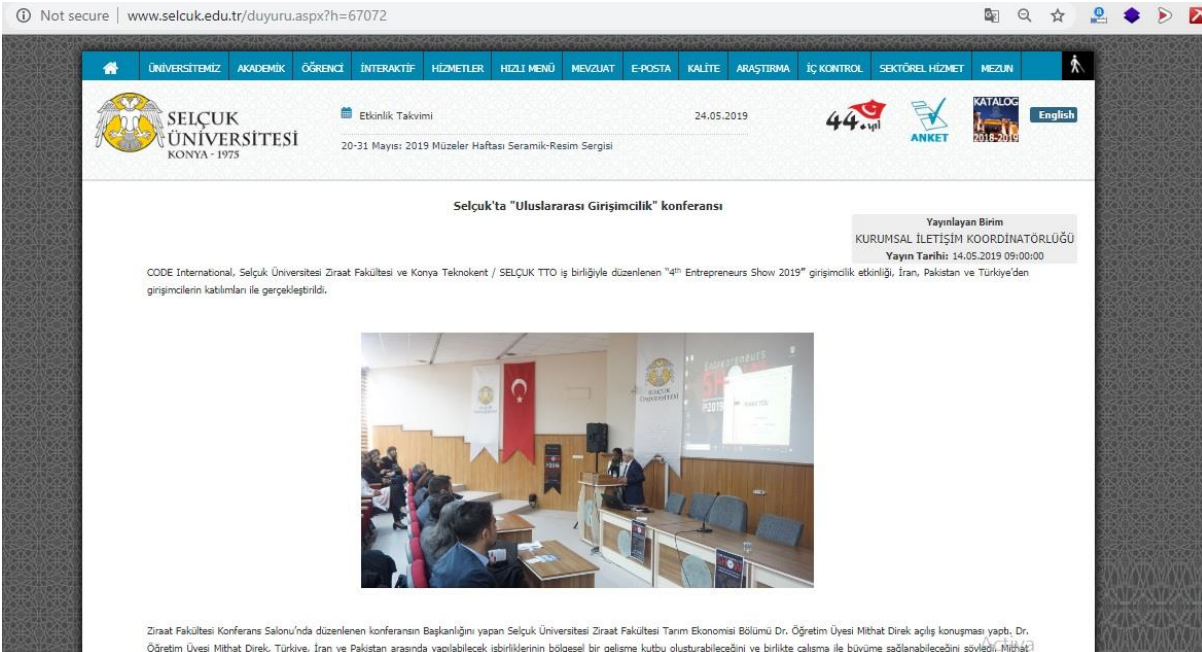 Not secure | www.selcuk.edu.tr/duyuru.aspx?h=67072
ÜNİVERSİTEMİZ AKADEMİK ÖĞRENCİ İNTERAKTİF HİZMETLER HIZLI MENÜ MEVZUAT E-POSTA KALİTE ARAŞTIRMA İÇ KONTROL SEKTÖREL HİZMET MEZUN
SELÇUK
ÜNİVERSİTESİ
KONYA - 1975
Etkinlik Takvimi 24.05.2019
20-31 Mayıs: 2019 Müzeler Haftası Seramik-Resim Sergisi
44.yıl
ANKET
KATALOG
2018-2019
English
Selçuk'ta "Uluslararası Girişimcilik" konferansı
Yayınlayan Birim
KURUMSAL İLETİŞİM KOORDİNATÖRLÜĞÜ
Yayın Tarihi: 14.05.2019 09:00:00
CODE International, Selçuk Üniversitesi Ziraat Fakültesi ve Konya Teknokent / SELÇUK TTO iş birliğiyle düzenlenen "4th Entrepreneurs Show 2019" girişimcilik etkinliği, İran, Pakistan ve Türkiye'den
girişimcilerin katılımları ile gerçekleştirildi.
Entrepreneurs
SELÇUK
ÜNİVERSİTESİ
2019
Ziraat Fakültesi Konferans Salonu'nda düzenlenen konferansın Başkanlığını yapan Selçuk Üniversitesi Ziraat Fakültesi Tarım Ekonomisi Bölümü Dr. Öğretim Üyesi Mithat Direk açılış konuşması yaptı. Dr.
Öğretim Üyesi Mithat Direk, Türkiye, İran ve Pakistan arasında yapılabilecek işbirliklerinin bölgesel bir gelişme kutbu oluşturabileceğini ve birlikte çalışma ile büyüme sağlanabileceğini söyledi. Mithat
Activa